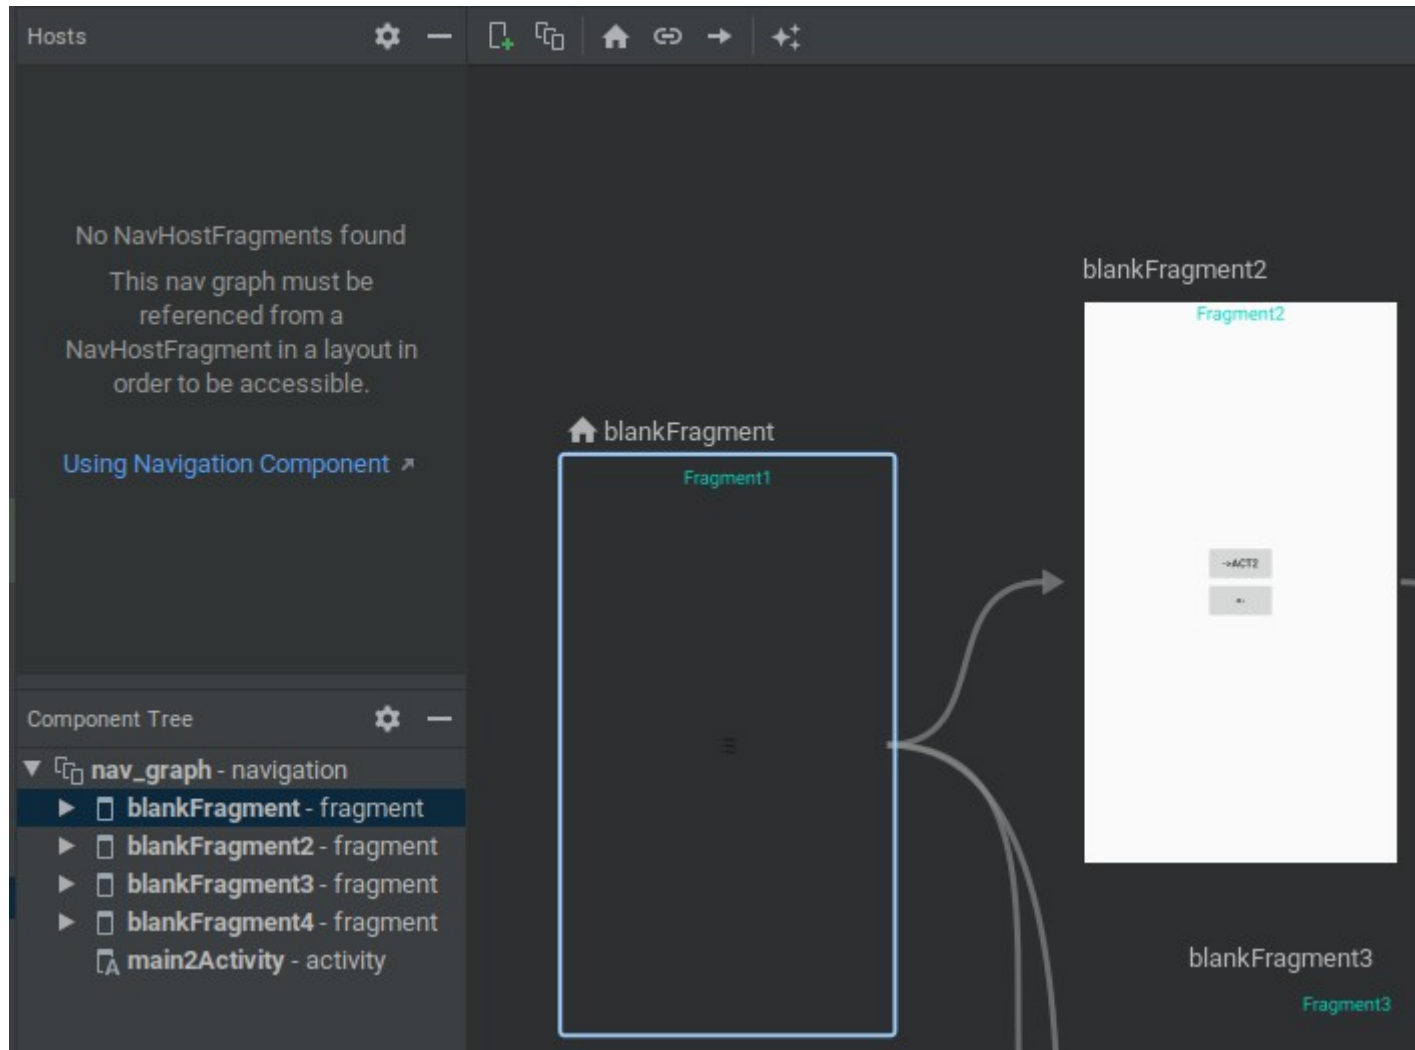 Hosts
No NavHostFragments found
This nav graph must be
referenced from a
NavHostFragment in a layout in
order to be accessible.
Using Navigation Component
Component Tree
nav_graph - navigation
blankFragment - fragment
blankFragment2 - fragment
blankFragment3 - fragment
blankFragment4 - fragment
main2Activity - activity
blankFragment
Fragment1
blankFragment2
Fragment2
->ACT2
blankFragment3
Fragment3